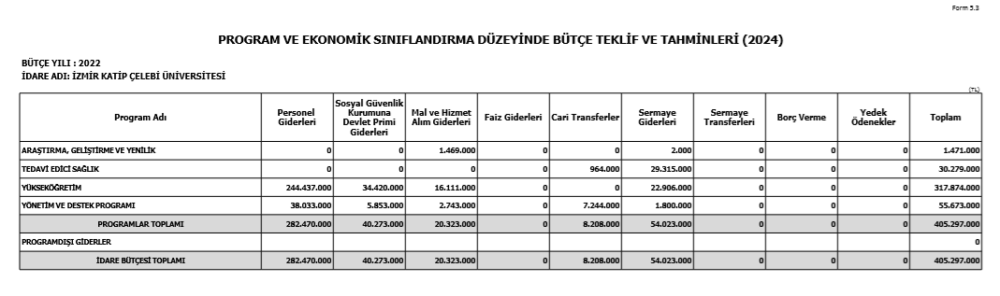 Form 5.3
PROGRAM VE EKONOMİK SINIFLANDIRMA DÜZEYİNDE BÜTÇE TEKLİF VE TAHMİNLERİ (2024)
BÜTÇE YILI : 2022
İDARE ADI: İZMİR KATİP ÇELEBİ ÜNİVERSİTESİ
(TL)
Program Adı Personel Giderleri Sosyal Güvenlik Kurumuna Devlet Primi Giderleri Mal ve Hizmet Alım Giderleri Faiz Giderleri Cari Transferler Sermaye Giderleri Sermaye Transferleri Borç Verme Yedek Ödenekler Toplam
ARAŞTIRMA, GELİŞTİRME VE YENİLİK 0 0 1.469.000 0 0 2.000 0 0 0 1.471.000
TEDAVİ EDİCİ SAĞLIK 0 0 0 0 964.000 29.315.000 0 0 0 30.279.000
YÜKSEKÖĞRETİM 244.437.000 34.420.000 16.111.000 0 0 22.906.000 0 0 0 317.874.000
YÖNETİM VE DESTEK PROGRAMI 38.033.000 5.853.000 2.743.000 0 7.244.000 1.800.000 0 0 0 55.673.000
PROGRAMLAR TOPLAMI 282.470.000 40.273.000 20.323.000 0 8.208.000 54.023.000 0 0 0 405.297.000
PROGRAMDIŞI GİDERLER 0
İDARE BÜTÇESİ TOPLAMI 282.470.000 40.273.000 20.323.000 0 8.208.000 54.023.000 0 0 0 405.297.000